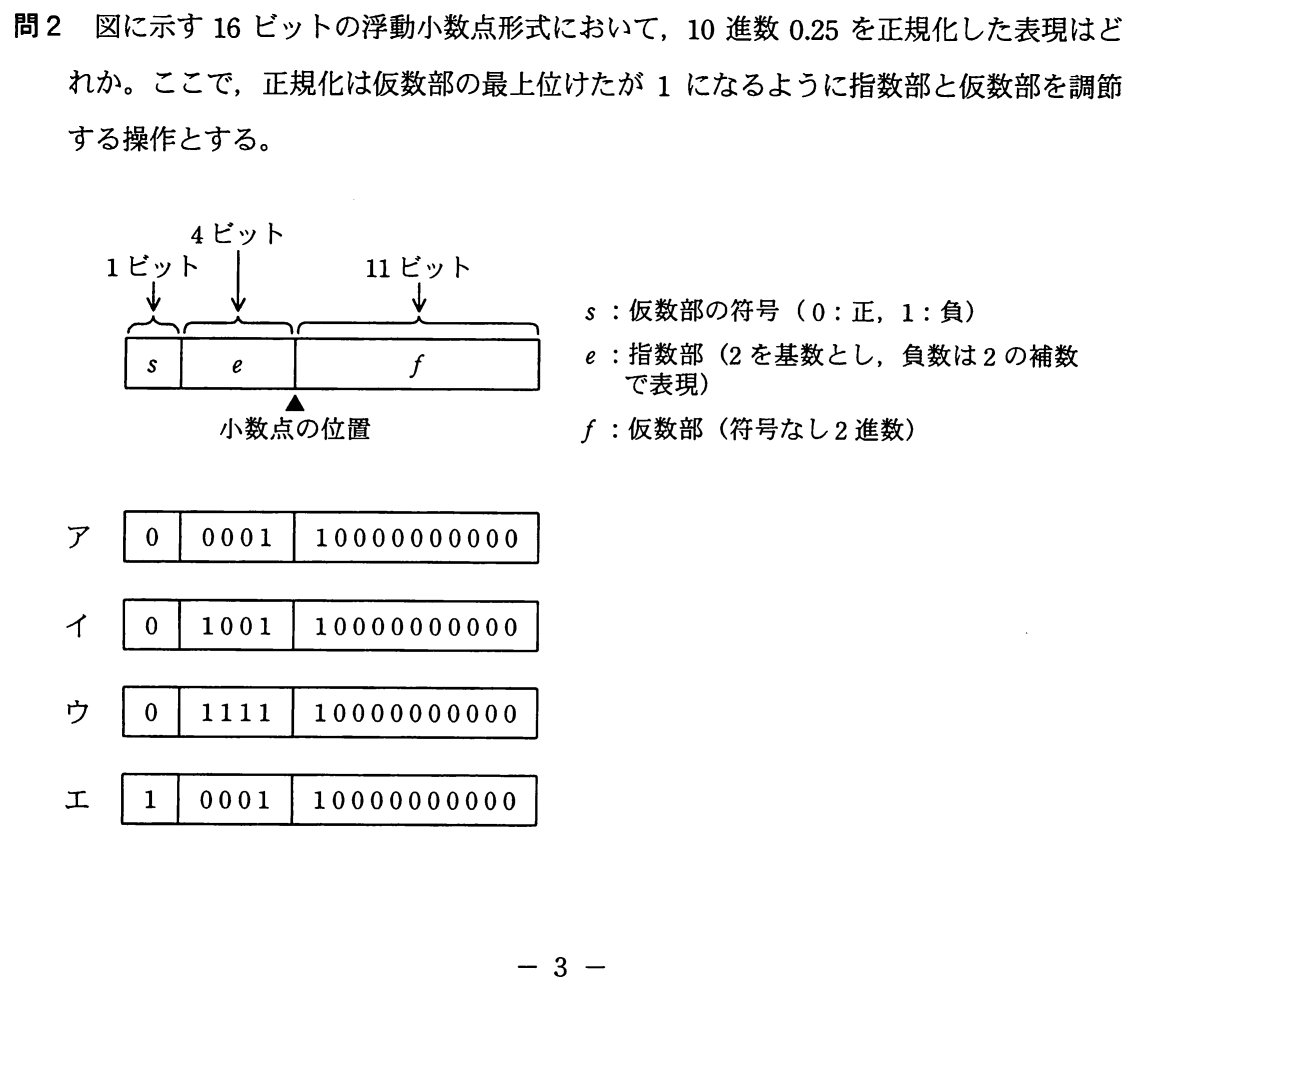 問2 図に示す 16 ビットの浮動小数点形式において，10 進数 0.25 を正規化した表現はど
れか。ここで，正規化は仮数部の最上位けたが 1 になるように指数部と仮数部を調節
する操作とする。
4 ビット
1 ビット
11 ビット
s e f
▲
小数点の位置
s：仮数部の符号（0：正，1：負）
e：指数部（2 を基数とし，負数は 2 の補数
で表現）
f：仮数部（符号なし 2 進数）
ア 0 0001 10000000000
イ 0 1001 10000000000
ウ 0 1111 10000000000
エ 1 0001 10000000000
－ 3 －